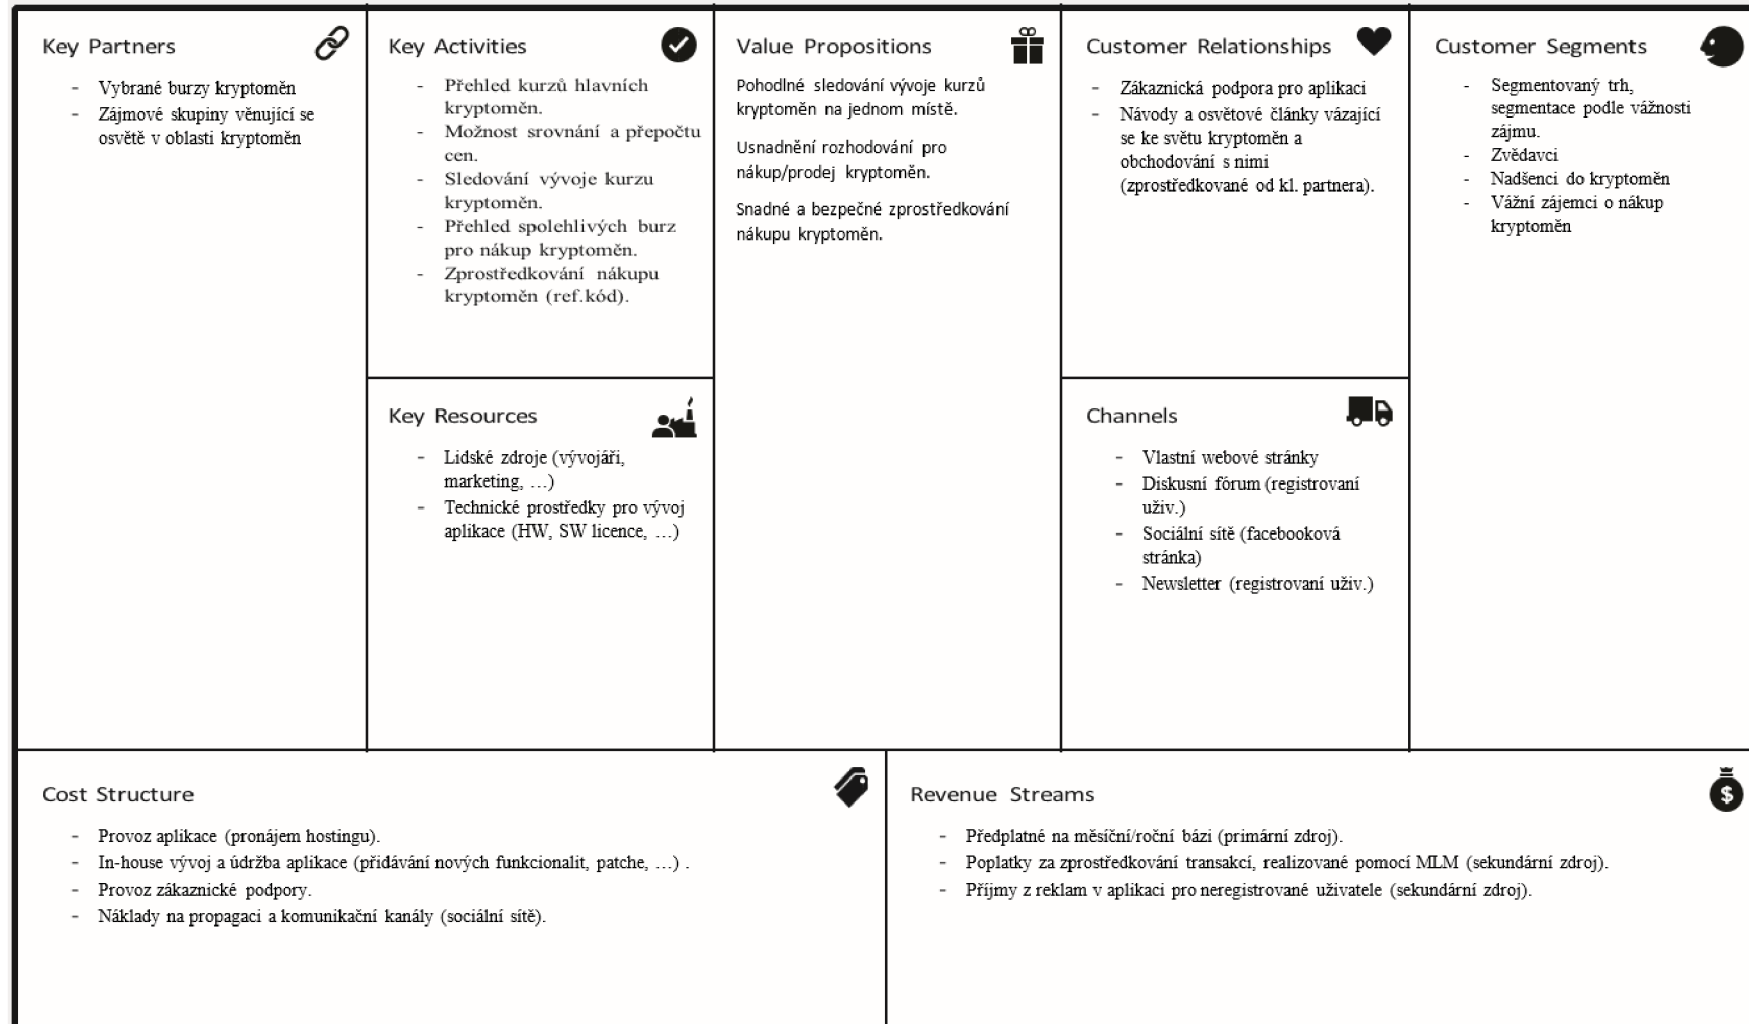 Key Partners
- Vybrané burzy kryptoměn
- Zájmové skupiny věnující se
osvětě v oblasti kryptoměn
Key Activities
- Přehled kurzů hlavních
kryptoměn.
- Možnost srovnání a přepočtu
cen.
- Sledování vývoje kurzu
kryptoměn.
- Přehled spolehlivých burz
pro nákup kryptoměn.
- Zprostředkování nákupu
kryptoměn (ref.kód).
Key Resources
- Lidské zdroje (vývojáři,
marketing, …)
- Technické prostředky pro vývoj
aplikace (HW, SW licence, …)
Value Propositions
Pohodlné sledování vývoje kurzů
kryptoměn na jednom místě.
Usnadnění rozhodování pro
nákup/prodej kryptoměn.
Snadné a bezpečné zprostředkování
nákupu kryptoměn.
Customer Relationships
- Zákaznická podpora pro aplikaci
- Návody a osvětové články vázající
se ke světu kryptoměn a
obchodování s nimi
(zprostředkované od kl. partnera).
Channels
- Vlastní webové stránky
- Diskusní fórum (registrovaní
uživ.)
- Sociální sítě (facebooková
stránka)
- Newsletter (registrovaní uživ.)
Customer Segments
- Segmentovaný trh,
segmentace podle vážnosti
zájmu.
- Zvědavci
- Nadšenci do kryptoměn
- Vážní zájemci o nákup
kryptoměn
Cost Structure
- Provoz aplikace (pronájem hostingu).
- In-house vývoj a údržba aplikace (přidávání nových funkcionalit, patche, …) .
- Provoz zákaznické podpory.
- Náklady na propagaci a komunikační kanály (sociální sítě).
Revenue Streams
$
- Předplatné na měsíční/roční bázi (primární zdroj).
- Poplatky za zprostředkování transakcí, realizované pomocí MLM (sekundární zdroj).
- Příjmy z reklam v aplikaci pro neregistrované uživatele (sekundární zdroj).